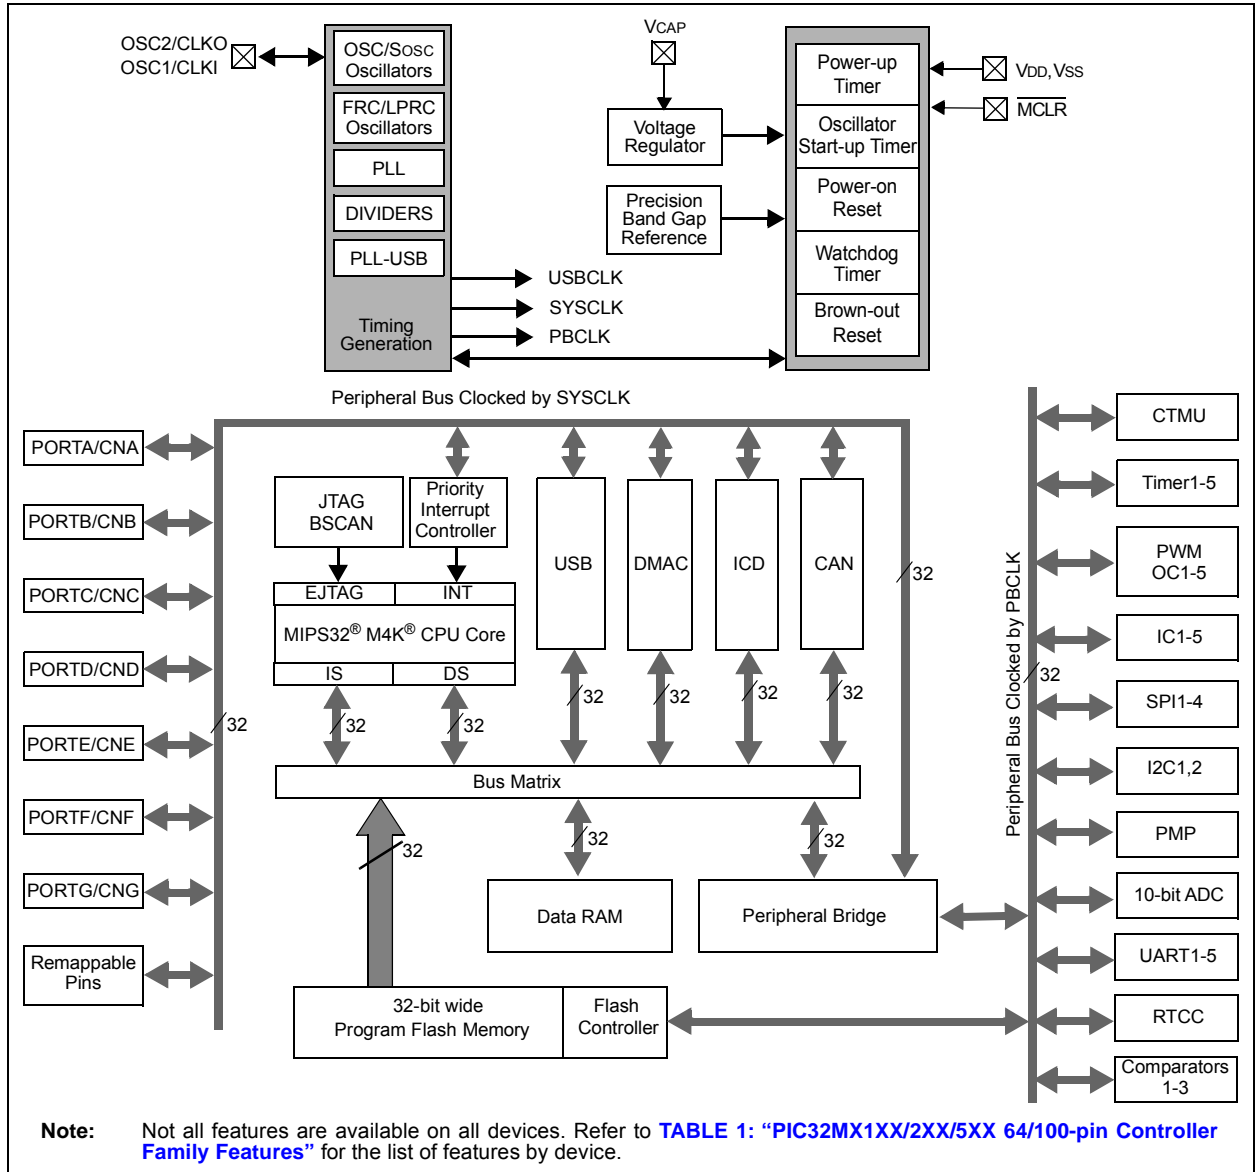 OSC2/CLKO
OSC1/CLKI
OSC/SOSC
Oscillators
FRC/LPRC
Oscillators
PLL
DIVIDERS
PLL-USB
Timing
Generation
USBCLK
SYSCLK
PBCLK
VCAP
Voltage
Regulator
Precision
Band Gap
Reference
Power-up
Timer
Oscillator
Start-up Timer
Power-on
Reset
Watchdog
Timer
Brown-out
Reset
VDD, VSS
MCLR
Peripheral Bus Clocked by SYSCLK
PORTA/CNA
PORTB/CNB
PORTC/CNC
PORTD/CND
PORTE/CNE
PORTF/CNF
PORTG/CNG
Remappable
Pins
32
JTAG
BSCAN
Priority
Interrupt
Controller
EJTAG
INT
MIPS32® M4K® CPU Core
IS
DS
USB
DMAC
ICD
CAN
32
32
32
32
32
32
32
Bus Matrix
32
32
32
Data RAM
Peripheral Bridge
32-bit wide
Program Flash Memory
Flash
Controller
Peripheral Bus Clocked by PBCLK
32
CTMU
Timer1-5
PWM
OC1-5
IC1-5
SPI1-4
I2C1,2
PMP
10-bit ADC
UART1-5
RTCC
Comparators
1-3
Note: Not all features are available on all devices. Refer to TABLE 1: “PIC32MX1XX/2XX/5XX 64/100-pin Controller
Family Features” for the list of features by device.